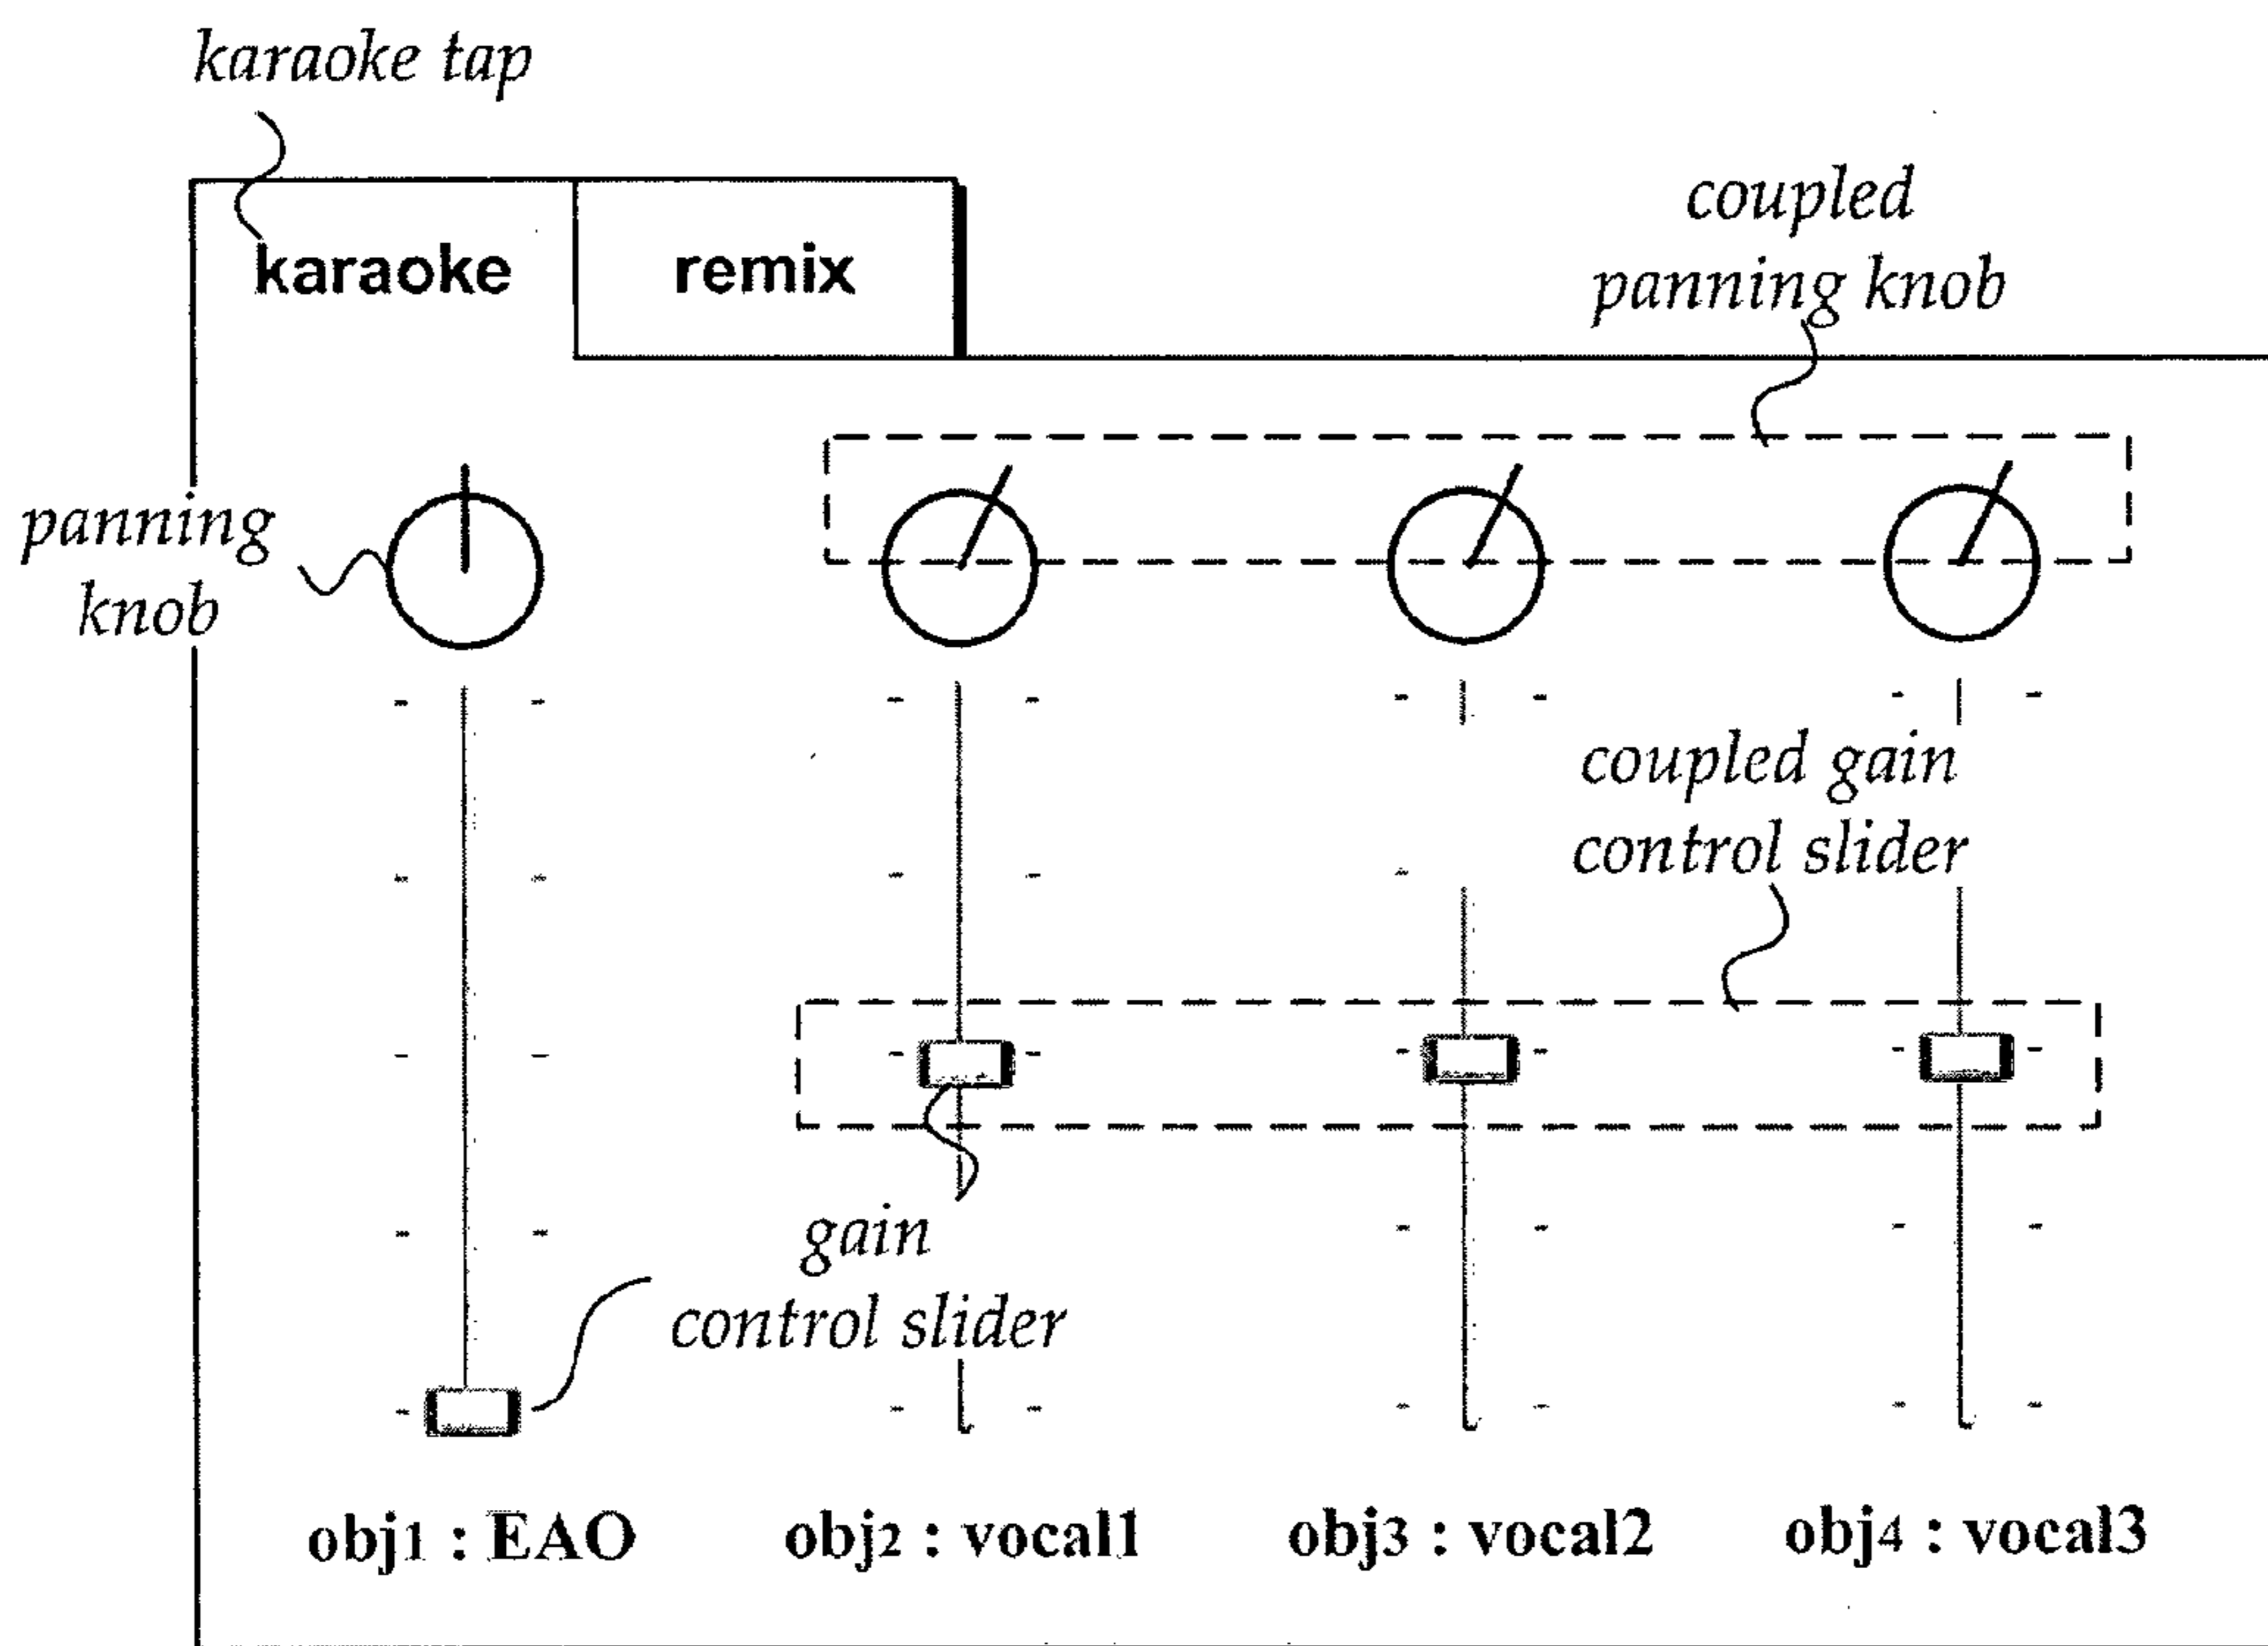 karaoke tap
coupled
panning knob
karaoke
remix
panning
knob
coupled gain
control slider
gain
control slider
obj1 : EAO
obj2 : vocal1
obj3 : vocal2
obj4 : vocal3